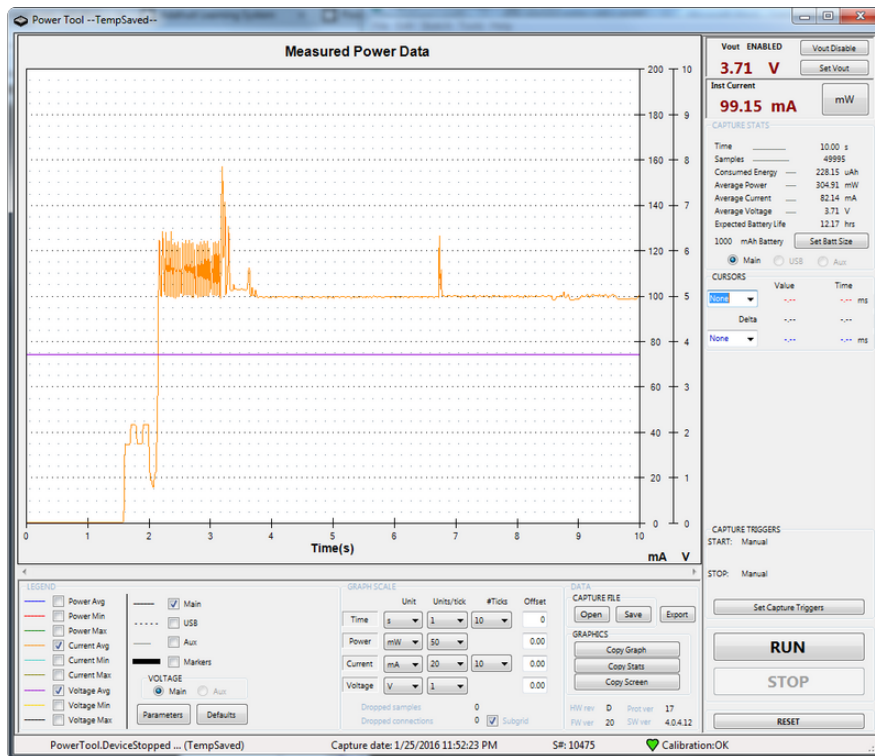 Power Tool --TempSaved--
Measured Power Data
200 10
180 9
160 8
140 7
120 6
100 5
80 4
60 3
40 2
20 1
0 0
0 1 2 3 4 5 6 7 8 9 10
Time(s)
mA V
Vout ENABLED Vout Disable
3.71 V Set Vout
Inst Current
99.15 mA mW
CAPTURE STATS
Time 10.00 s
Samples 49995
Consumed Energy 228.15 uAh
Average Power 304.91 mW
Average Current 82.14 mA
Average Voltage 3.71 V
Expected Battery Life 12.17 hrs
1000 mAh Battery Set Batt Size
Main USB Aux
CURSORS
Value Time
None -.-- -.-- ms
Delta -.-- -.--
None -.-- -.-- ms
CAPTURE TRIGGERS
START: Manual
STOP: Manual
Set Capture Triggers
RUN
STOP
RESET
LEGEND
Power Avg
Power Min
Power Max
Current Avg
Current Min
Current Max
Voltage Avg
Voltage Min
Voltage Max
Main
USB
Aux
Markers
VOLTAGE
Main Aux
Parameters Defaults
GRAPH SCALE
Unit Units/tick #Ticks Offset
Time s 1 10 0
Power mW 50 0.00
Current mA 20 10 0.00
Voltage V 1 0.00
Dropped samples 0
Dropped connections 0 Subgrid
DATA
CAPTURE FILE
Open Save Export
GRAPHICS
Copy Graph
Copy Stats
Copy Screen
HW rev D Prot ver 17
FW ver 20 SW ver 4.0.4.12
PowerTool.DeviceStopped ... (TempSaved) Capture date: 1/25/2016 11:52:23 PM S#: 10475 Calibration:OK